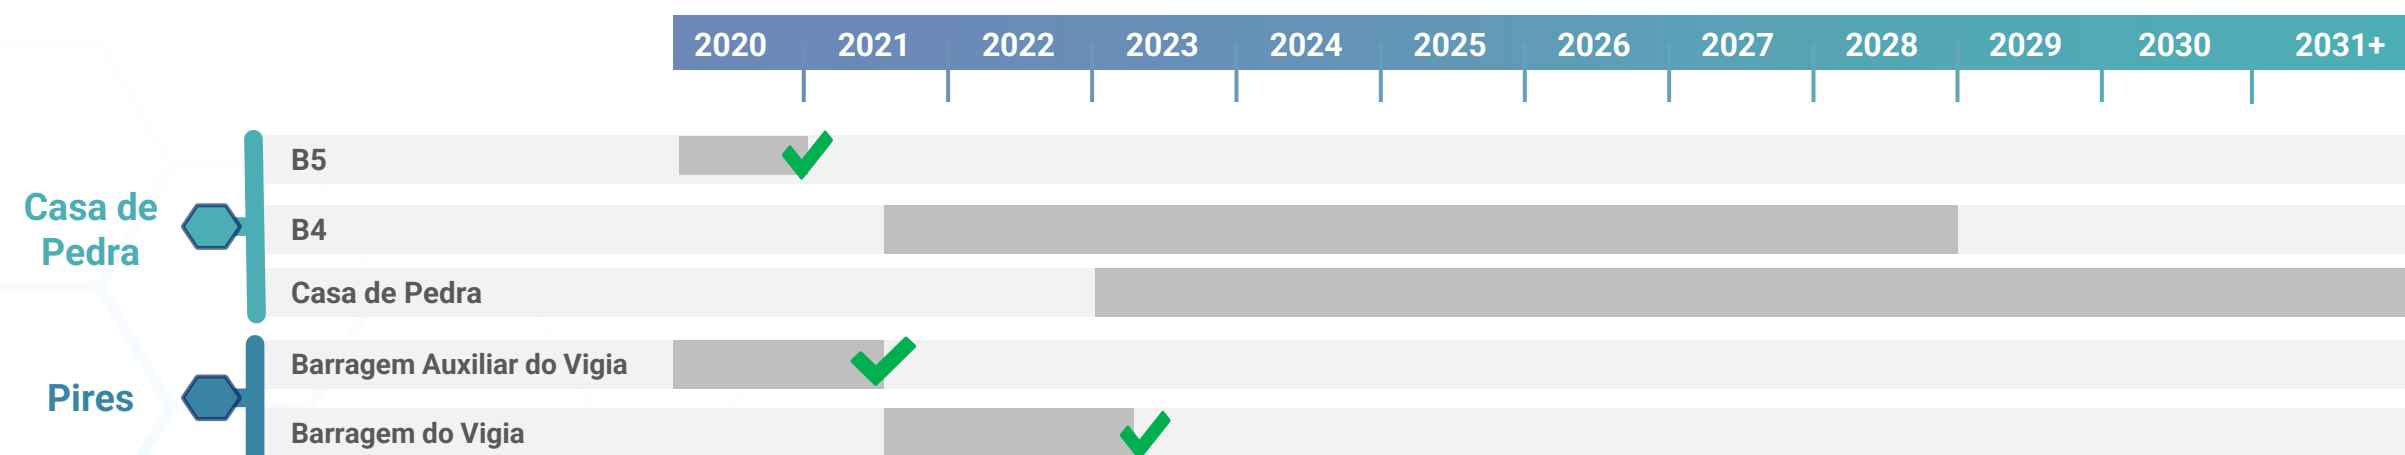 2020 2021 2022 2023 2024 2025 2026 2027 2028 2029 2030 2031+
Casa de
Pedra
B5
B4
Casa de Pedra
Pires
Barragem Auxiliar do Vigia
Barragem do Vigia